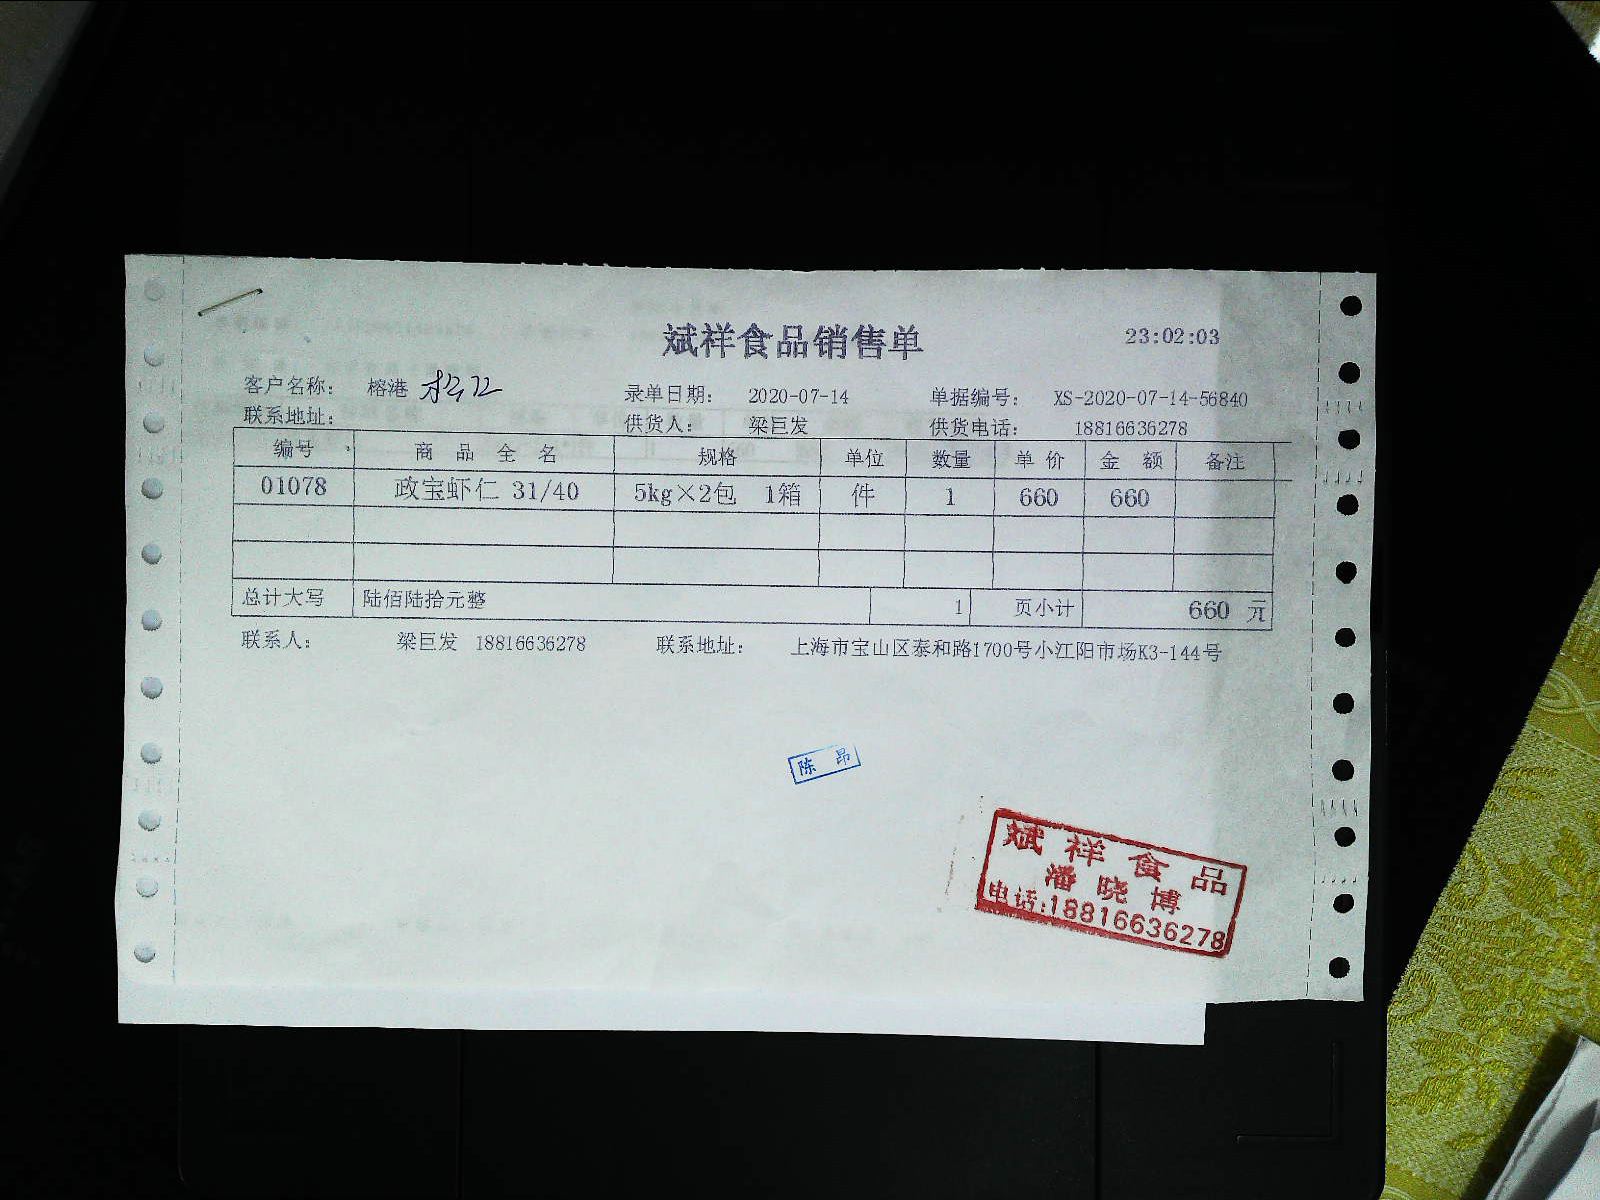 斌祥食品销售单 23:02:03
客户名称： 榕港 录单日期： 2020-07-14 单据编号： XS-2020-07-14-56840
联系地址： 供货人： 梁巨发 供货电话： 18816636278
编号 商品全名 规格 单位 数量 单价 金额 备注
01078 政宝虾仁 31/40 5kg×2包 1箱 件 1 660 660
总计大写 陆佰陆拾元整 1 页小计 660 元
联系人： 梁巨发 18816636278 联系地址： 上海市宝山区泰和路1700号小江阳市场K3-144号
陈昂
斌祥食品
潘晓博
电话:18816636278